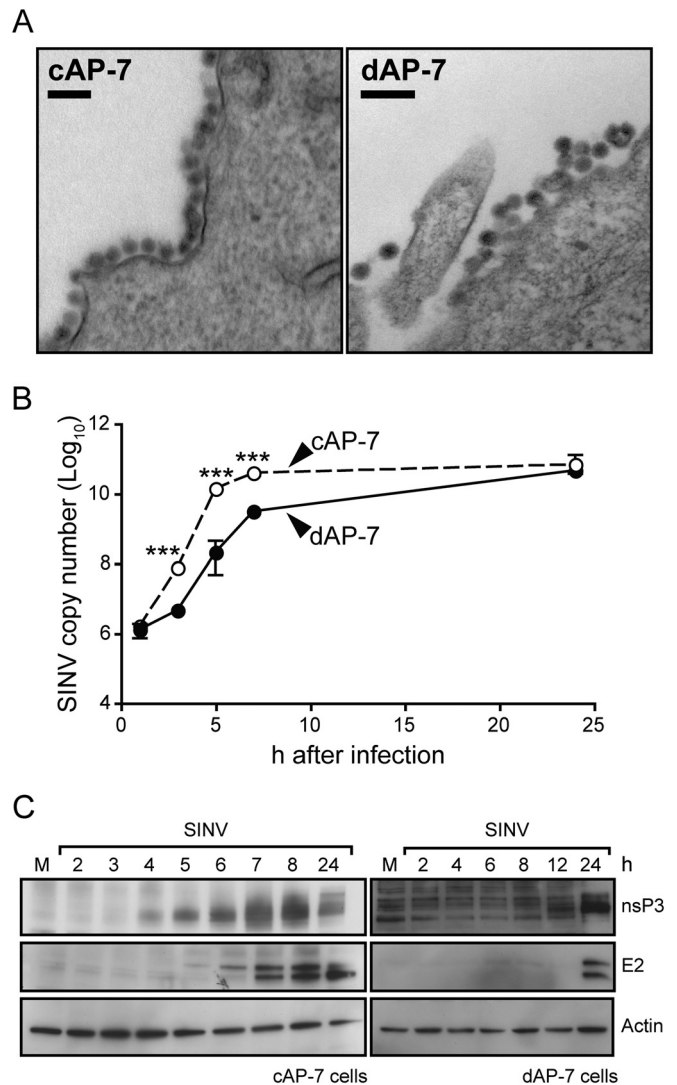 A
cAP-7
dAP-7
B
SINV copy number (Log10)
12
10
8
6
4
***
***
***
cAP-7
dAP-7
0
5
10
15
20
25
h after infection
C
SINV
SINV
M 2 3 4 5 6 7 8 24
M 2 4 6 8 12 24 h
nsP3
E2
Actin
cAP-7 cells
dAP-7 cells